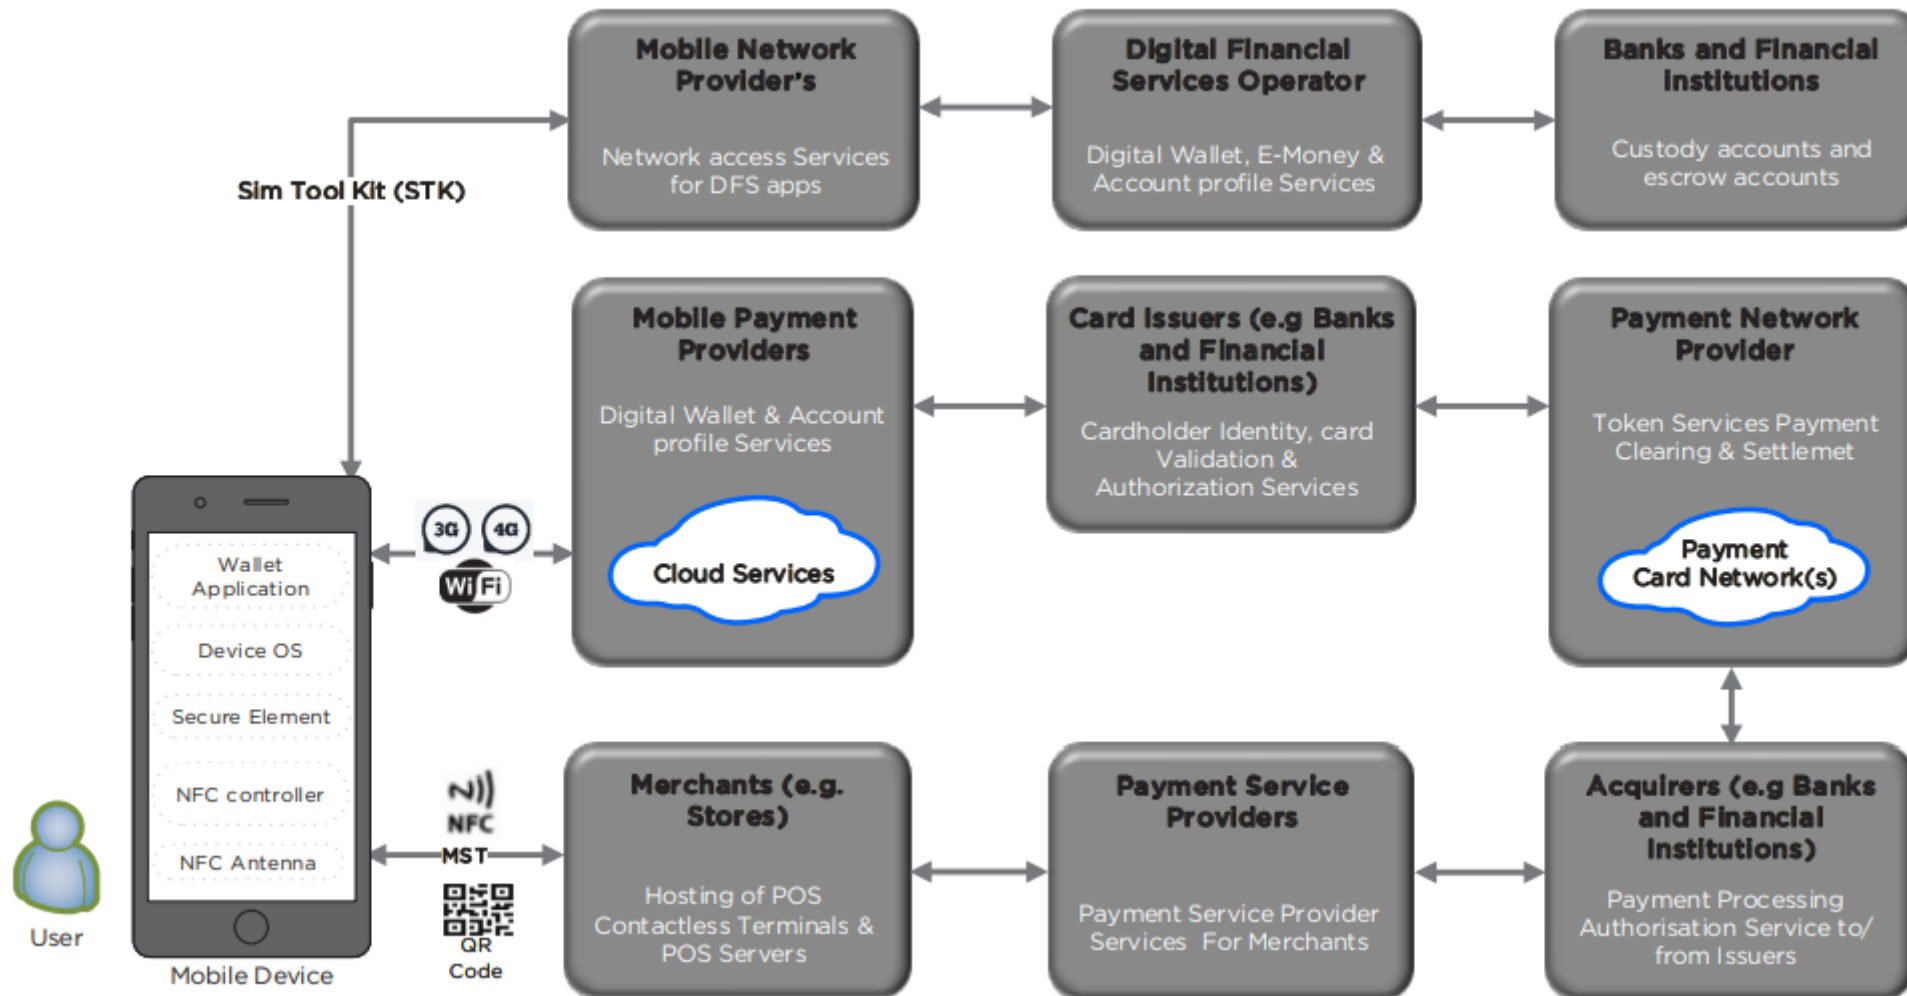 Mobile Network
Provider's
Network access Services
for DFS apps
Digital Financial
Services Operator
Digital Wallet, E-Money &
Account profile Services
Banks and Financial
Institutions
Custody accounts and
escrow accounts
Sim Tool Kit (STK)
Mobile Payment
Providers
Digital Wallet & Account
profile Services
Cloud Services
Card Issuers (e.g Banks
and Financial
Institutions)
Cardholder Identity, card
Validation &
Authorization Services
Payment Network
Provider
Token Services Payment
Clearing & Settlemet
Payment
Card Network(s)
3G 4G
WiFi
Wallet
Application
Device OS
Secure Element
NFC controller
NFC Antenna
User
Mobile Device
NFC
MST
QR
Code
Merchants (e.g.
Stores)
Hosting of POS
Contactless Terminals &
POS Servers
Payment Service
Providers
Payment Service Provider
Services For Merchants
Acquirers (e.g Banks
and Financial
Institutions)
Payment Processing
Authorisation Service to/
from Issuers